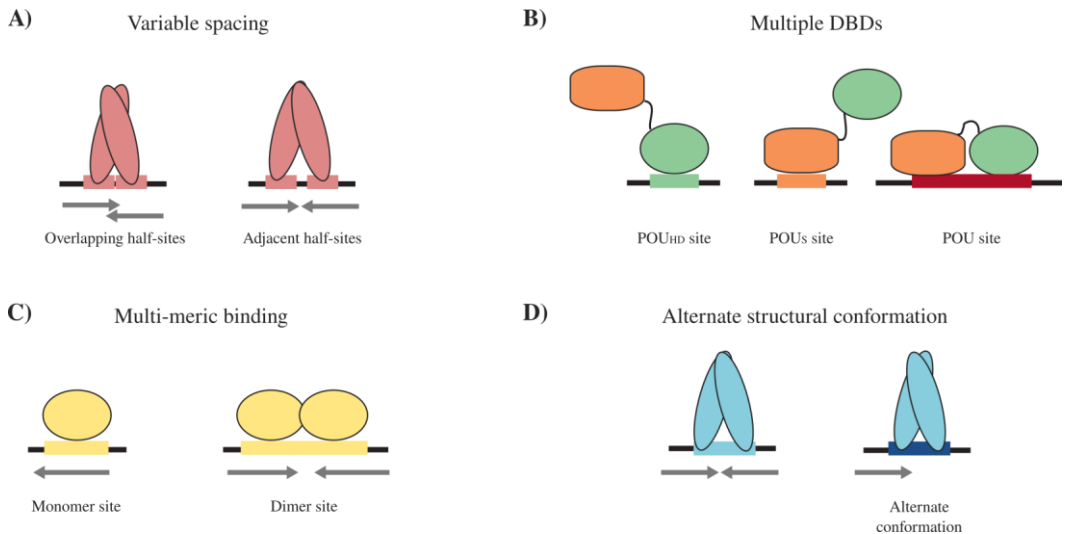 A)
Variable spacing
Overlapping half-sites
Adjacent half-sites
B)
Multiple DBDs
POUHD site
POUS site
POU site
C)
Multi-meric binding
Monomer site
Dimer site
D)
Alternate structural conformation
Alternate
conformation